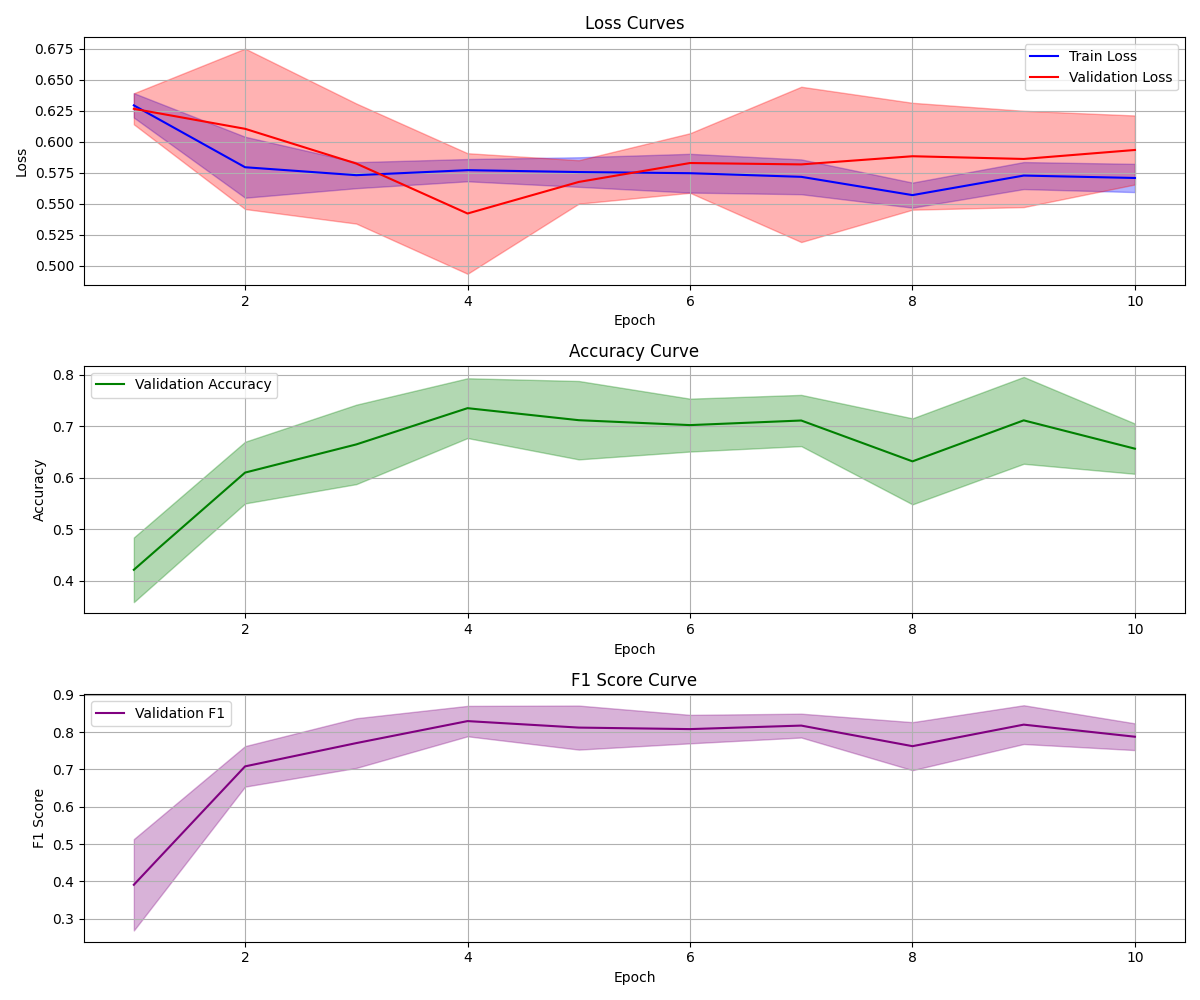 Loss Curves
0.675
0.650
0.625
0.600
0.575
0.550
0.525
0.500
Loss
Train Loss
Validation Loss
2 4 6 8 10
Epoch
Accuracy Curve
0.8
0.7
0.6
0.5
0.4
Accuracy
Validation Accuracy
2 4 6 8 10
Epoch
F1 Score Curve
0.9
0.8
0.7
0.6
0.5
0.4
0.3
F1 Score
Validation F1
2 4 6 8 10
Epoch